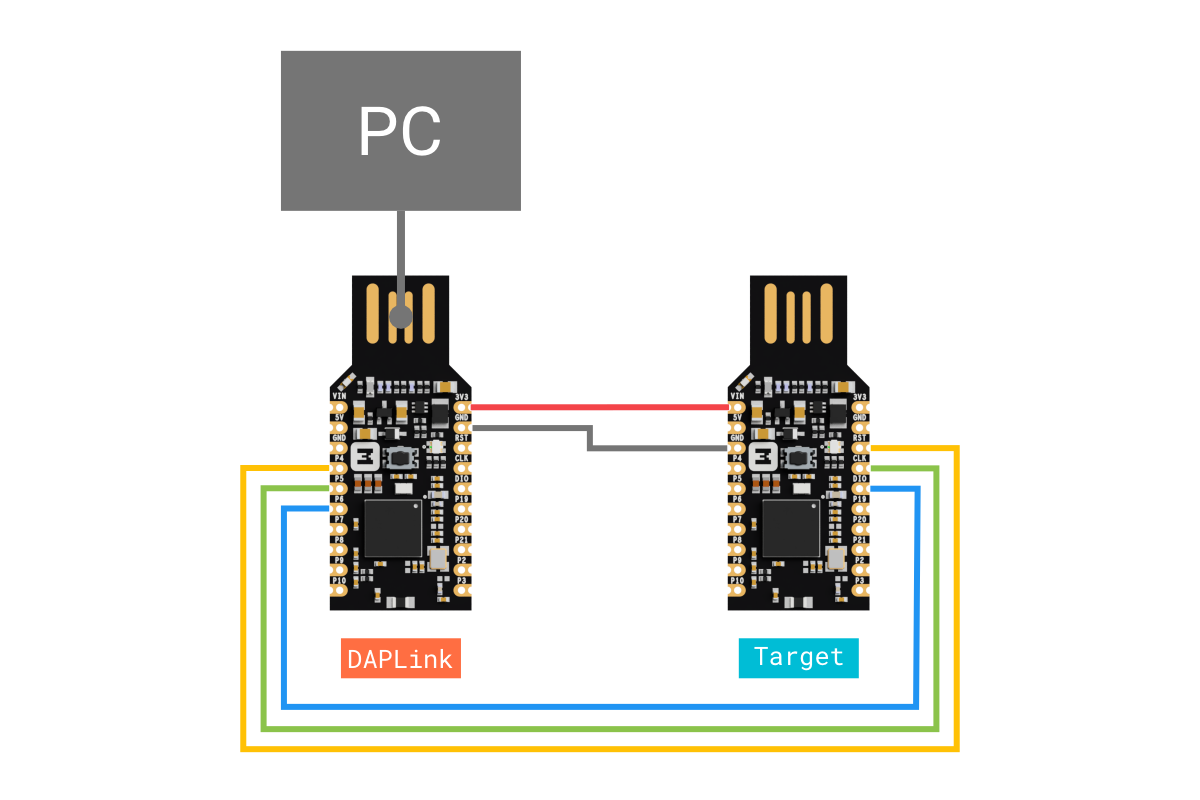 PC
VIN
3V3
5V
GND
GND
RST
P4
CLK
P5
DIO
P6
P19
P7
P20
P8
P21
P9
P2
P10
P3
M
VIN
3V3
5V
GND
GND
RST
P4
CLK
P5
DIO
P6
P19
P7
P20
P8
P21
P9
P2
P10
P3
M
DAPLink
Target